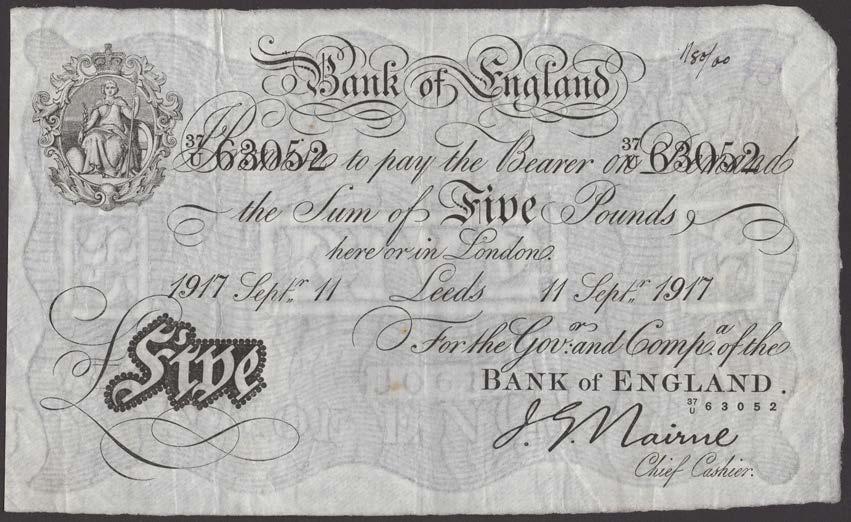 1180/00
Bank of England
37/U 63052 37/U 63052
I Promise to pay the Bearer on Demand
the Sum of Five Pounds
here or in London.
1917 Septr. 11 Leeds 11 Septr. 1917
For the Govr. and Compa. of the
BANK of ENGLAND.
37/U 63052
Five
J. G. Nairne
Chief Cashier.